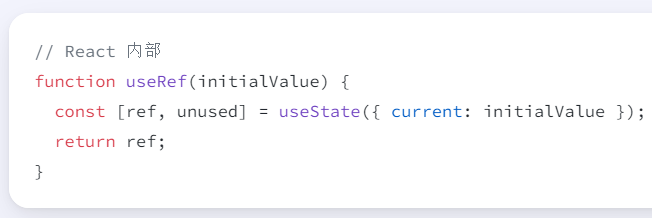 // React 内部
function useRef(initialValue) {
  const [ref, unused] = useState({ current: initialValue });
  return ref;
}